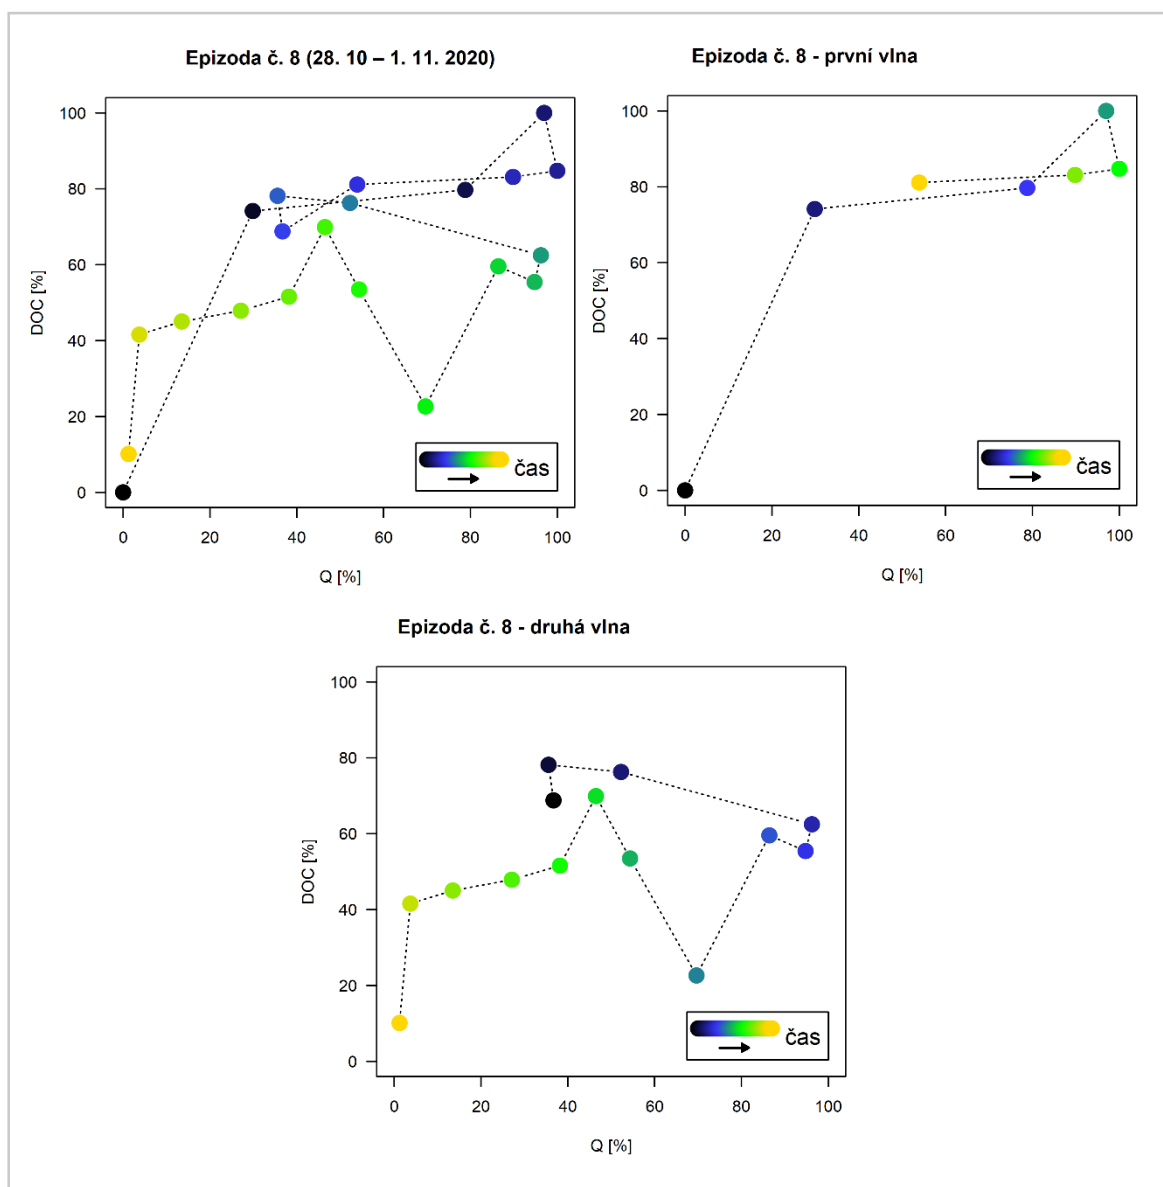 Epizoda č. 8 (28. 10 – 1. 11. 2020)
DOC [%]
100
80
60
40
20
0
0 20 40 60 80 100
Q [%]
čas
Epizoda č. 8 - první vlna
DOC [%]
100
80
60
40
20
0
0 20 40 60 80 100
Q [%]
čas
Epizoda č. 8 - druhá vlna
DOC [%]
100
80
60
40
20
0
0 20 40 60 80 100
Q [%]
čas